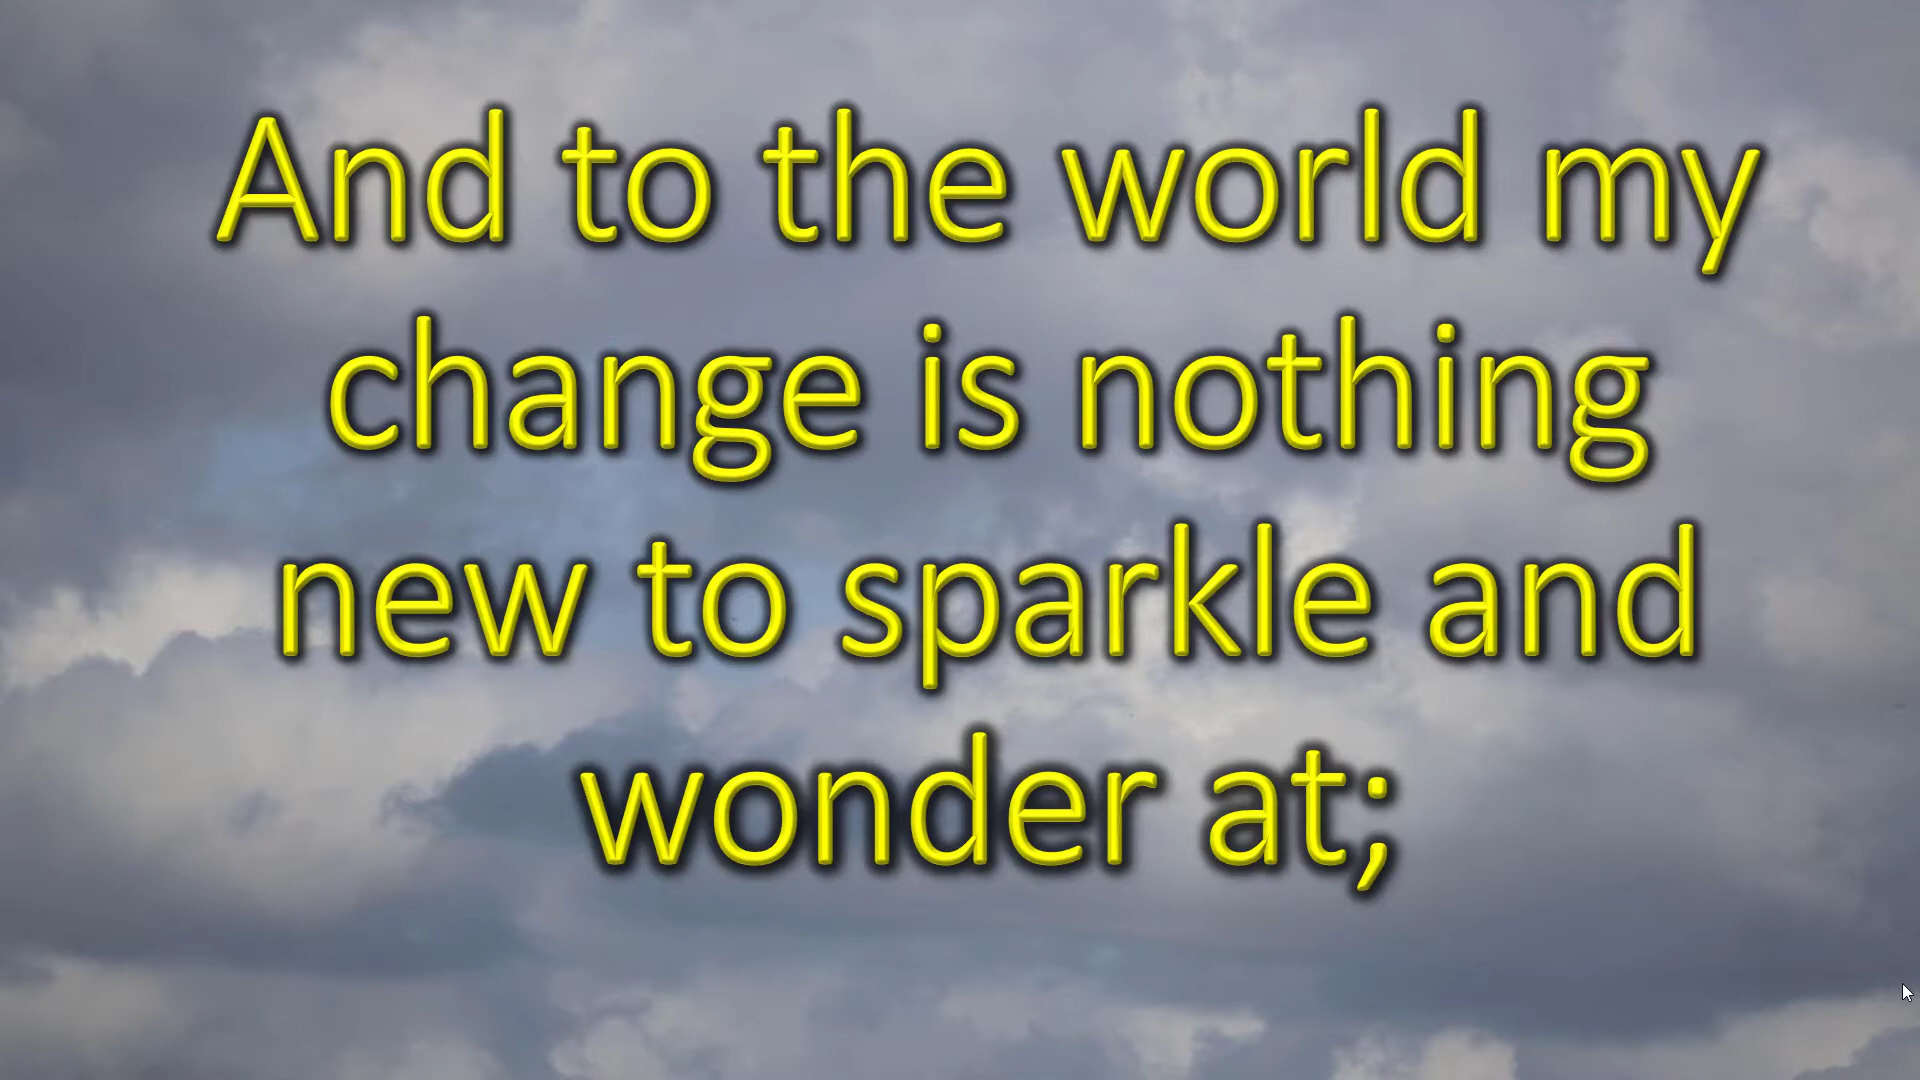 And to the world my
change is nothing
new to sparkle and
wonder at;